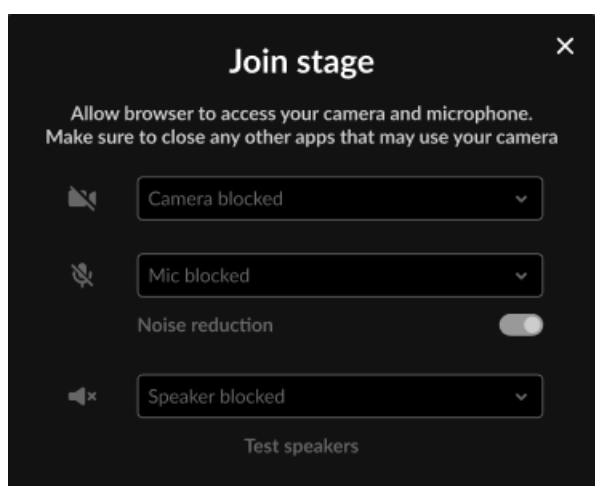 Join stage
Allow browser to access your camera and microphone.
Make sure to close any other apps that may use your camera
Camera blocked
Mic blocked
Noise reduction
Speaker blocked
Test speakers